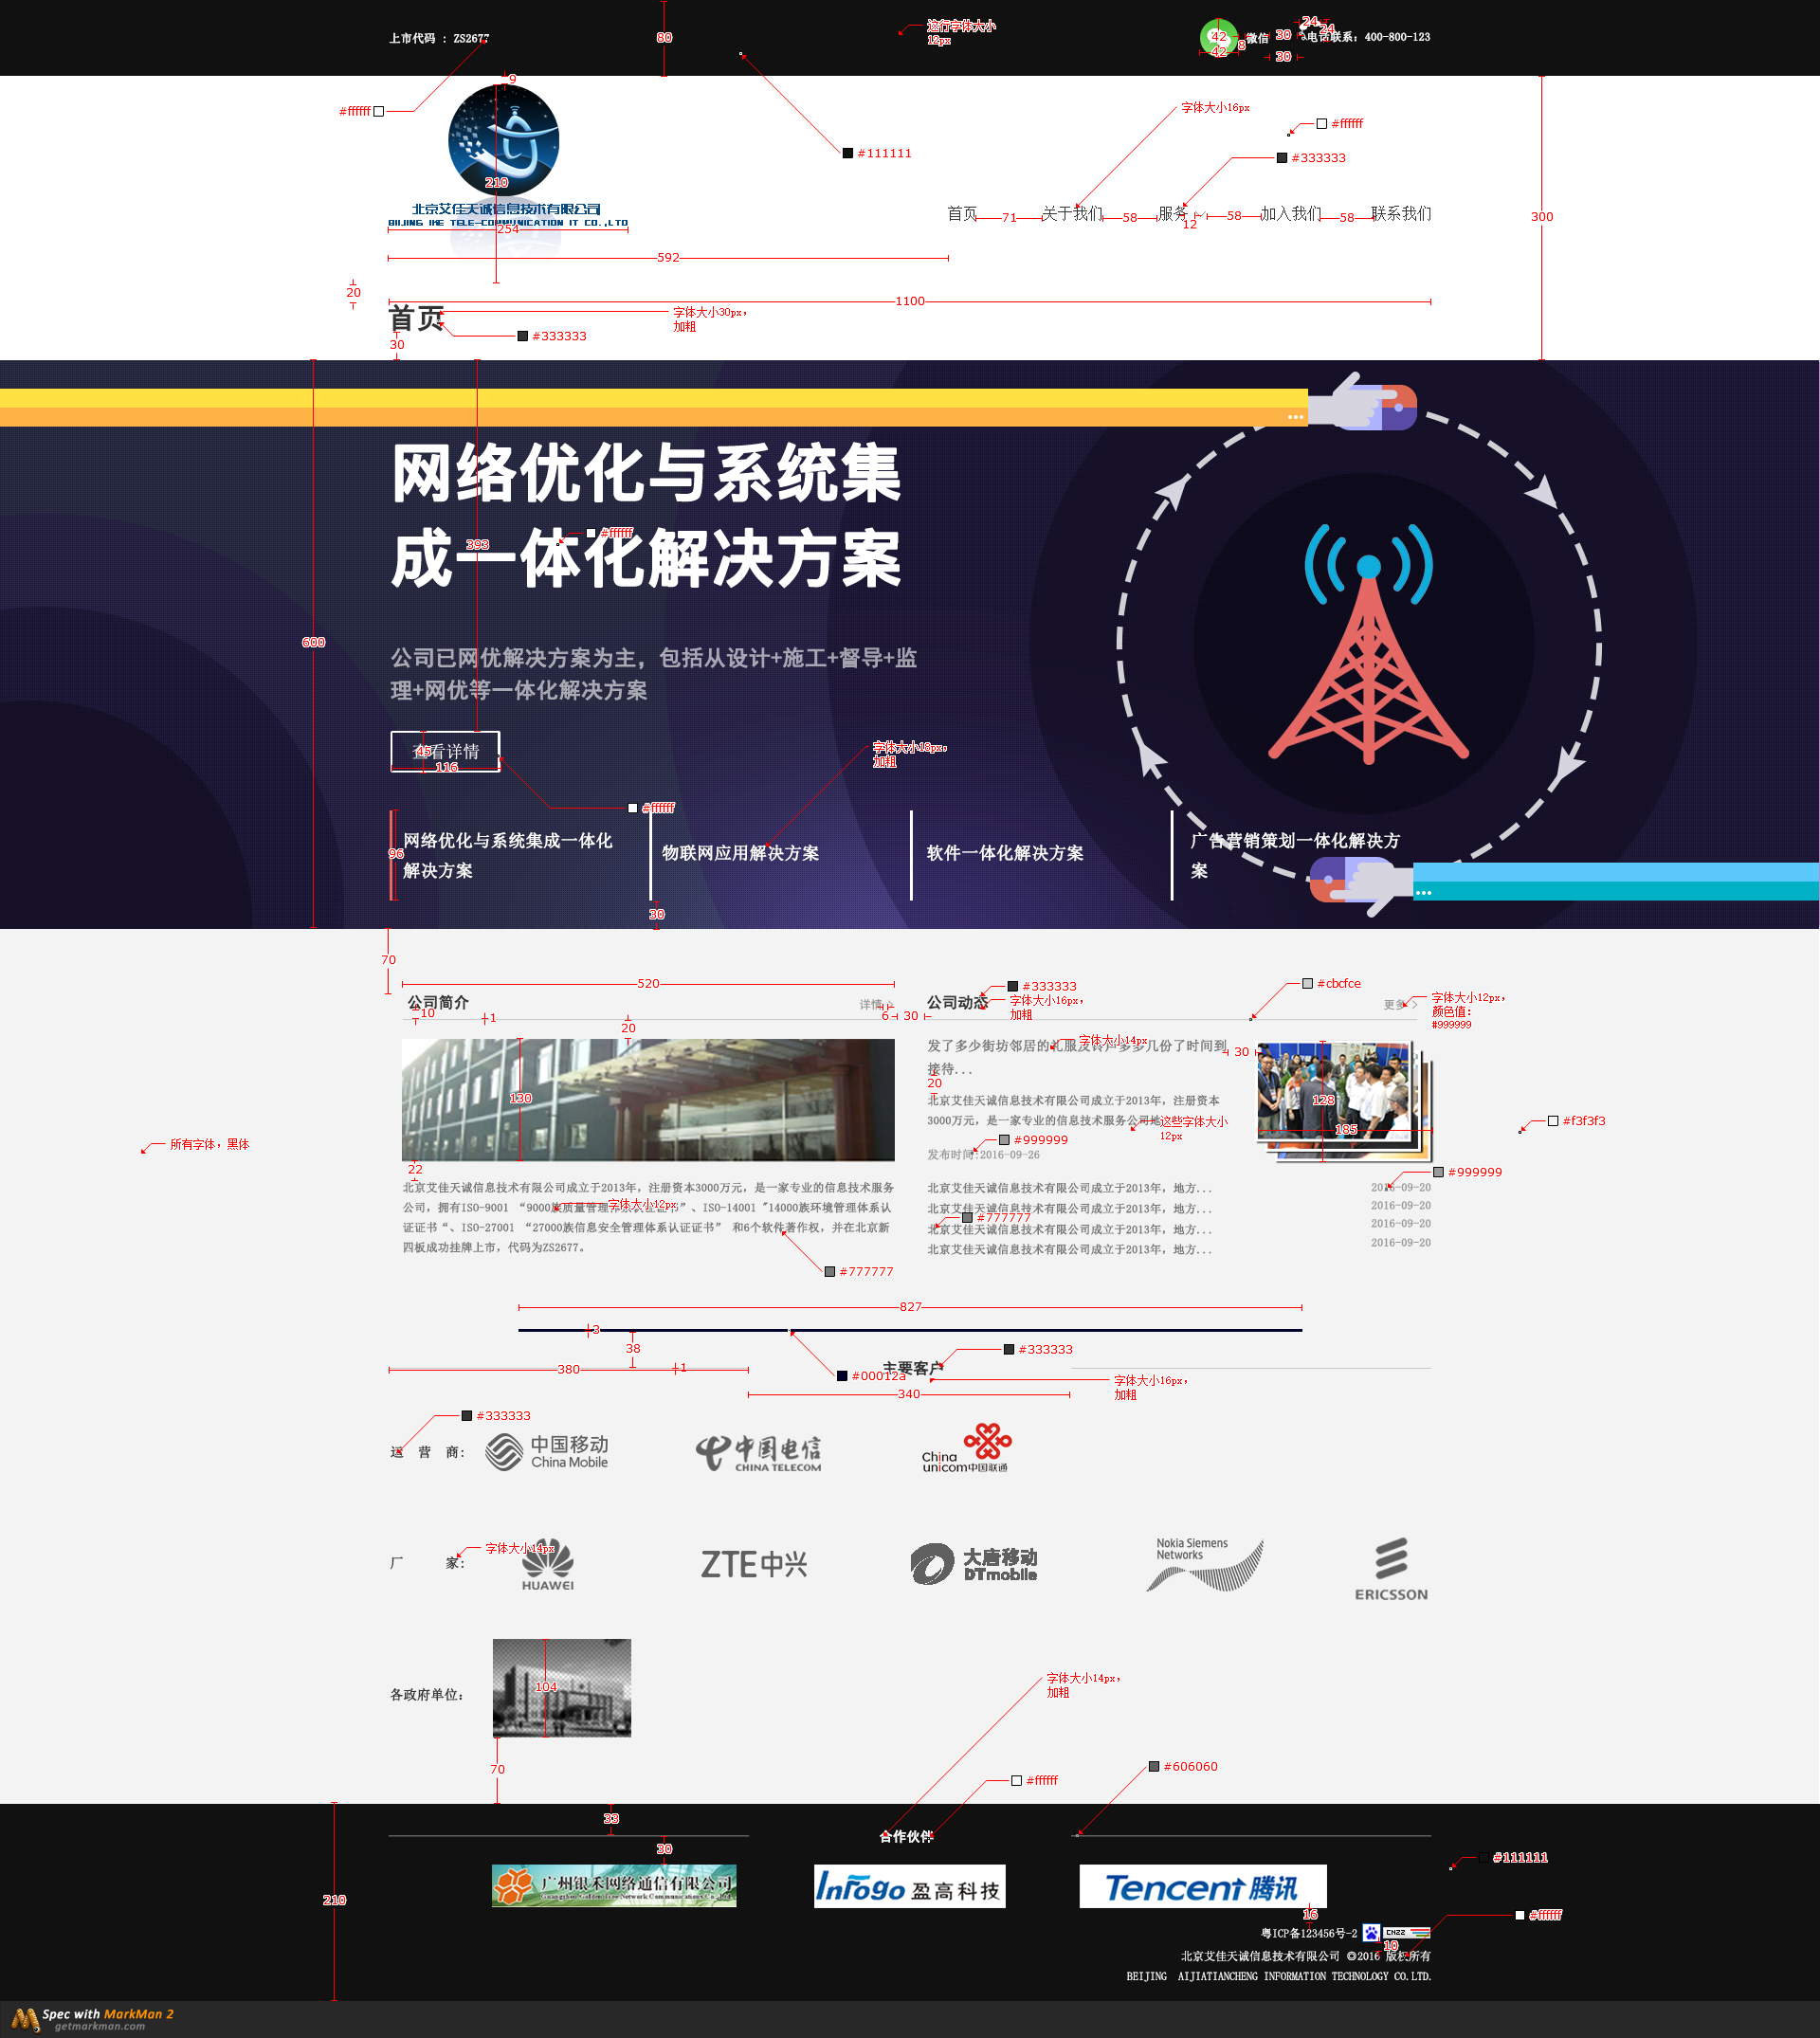 上市代码 : ZS2677
80
这行字体大小
12px
42
42
8
微信
30
30
24
24
电话联系: 400-800-123
9
#ffffff
#111111
字体大小16px
#ffffff
#333333
210
北京艾佳天诚信息技术有限公司
BIJING IKE TELE-COMMUNICATION IT CO.,LTD
254
首页
71
关于我们
58
服务
12
58
加入我们
58
联系我们
300
592
20
1100
首页
字体大小30px,
加粗
#333333
30
网络优化与系统集
成一体化解决方案
#ffffff
393
600
公司已网优解决方案为主，包括从设计+施工+督导+监
理+网优等一体化解决方案
查看详情
45
116
字体大小18px,
加粗
#ffffff
96
网络优化与系统集成一体化
解决方案
物联网应用解决方案
软件一体化解决方案
广告营销策划一体化解决方
案
30
70
520
公司简介
详情
10
1
20
6
30
公司动态
#333333
字体大小16px,
加粗
#cbcfce
更多
字体大小12px,
颜色值:
#999999
130
发了多少街坊邻居的礼服及铃声多多几份了时间到
接待...
字体大小14px
30
20
北京艾佳天诚信息技术有限公司成立于2013年，注册资本
3000万元，是一家专业的信息技术服务公司地
这些字体大小
12px
#999999
发布时间:2016-09-26
128
185
#f3f3f3
#999999
所有字体，黑体
22
北京艾佳天诚信息技术有限公司成立于2013年，注册资本3000万元，是一家专业的信息技术服务
公司，拥有ISO-9001 “9000族质量管理体系认证证书”、ISO-14001 "14000族环境管理体系认
证证书“、ISO-27001 “27000族信息安全管理体系认证证书” 和6个软件著作权，并在北京新
四板成功挂牌上市，代码为ZS2677。
字体大小12px
#777777
北京艾佳天诚信息技术有限公司成立于2013年，地方...
2016-09-20
北京艾佳天诚信息技术有限公司成立于2013年，地方...
2016-09-20
#777777
北京艾佳天诚信息技术有限公司成立于2013年，地方...
2016-09-20
北京艾佳天诚信息技术有限公司成立于2013年，地方...
2016-09-20
827
3
38
#333333
380
1
#00012a
主要客户
字体大小16px,
加粗
340
#333333
运 营 商:
中国移动
China Mobile
中国电信
CHINA TELECOM
China
unicom中国联通
厂 家:
字体大小14px
HUAWEI
ZTE中兴
大唐移动
DTmobile
Nokia Siemens
Networks
ERICSSON
各政府单位:
104
70
字体大小14px,
加粗
#ffffff
#606060
33
合作伙伴
30
#111111
210
广州银禾网络通信有限公司
Guangzhou Goldenriver Network Communication Co.,Ltd
Infogo 盈高科技
Tencent 腾讯
16
#ffffff
粤ICP备123456号-2
CNZZ
10
北京艾佳天诚信息技术有限公司 ©2016 版权所有
BEIJING AIJIATIANCHENG INFORMATION TECHNOLOGY CO.LTD.
Spec with MarkMan 2
getmarkman.com